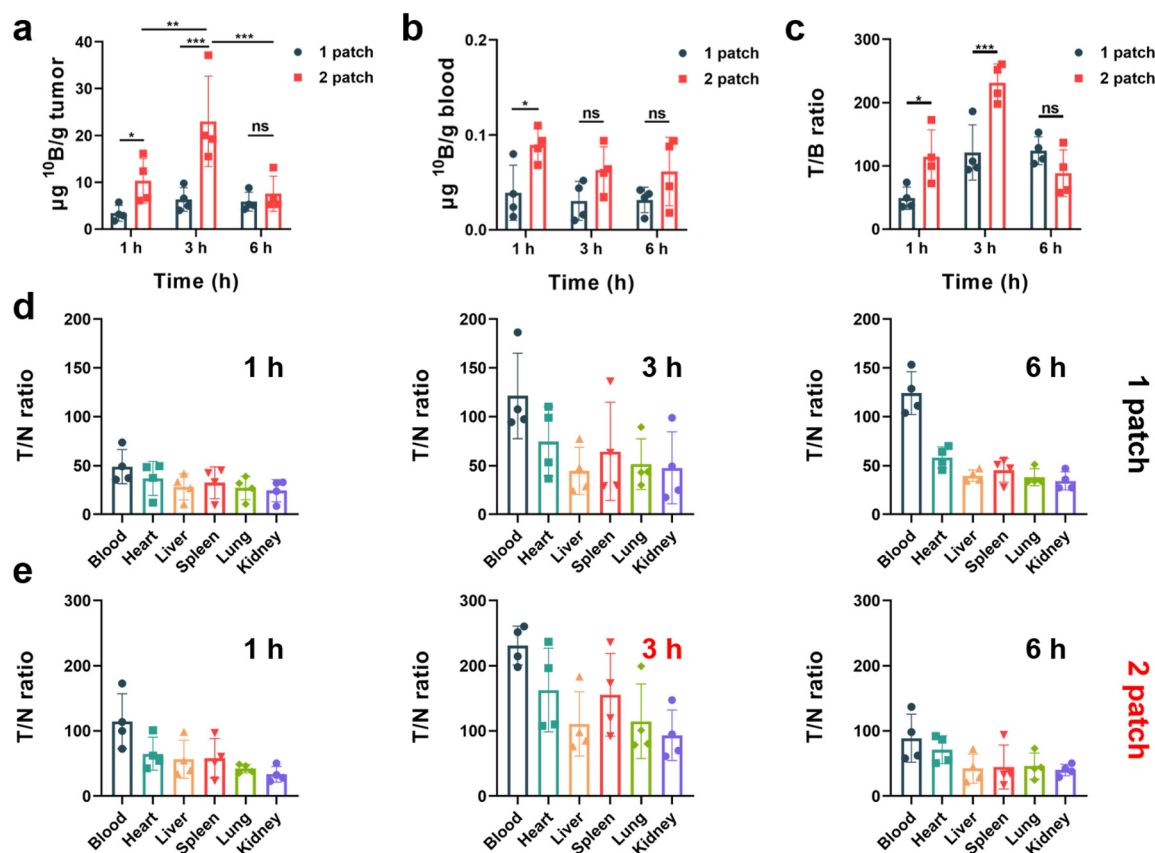 a
µg ¹⁰B/g tumor
40
30
20
10
0
**
***
***
*
ns
1 h
3 h
6 h
Time (h)
1 patch
2 patch
b
µg ¹⁰B/g blood
0.2
0.1
0.0
*
ns
ns
1 h
3 h
6 h
Time (h)
1 patch
2 patch
c
T/B ratio
400
300
200
100
0
*
***
ns
1 h
3 h
6 h
Time (h)
1 patch
2 patch
d
T/N ratio
200
150
100
50
0
1 h
Blood
Heart
Liver
Spleen
Lung
Kidney
T/N ratio
200
150
100
50
0
3 h
Blood
Heart
Liver
Spleen
Lung
Kidney
T/N ratio
200
150
100
50
0
6 h
Blood
Heart
Liver
Spleen
Lung
Kidney
1 patch
e
T/N ratio
300
200
100
0
1 h
Blood
Heart
Liver
Spleen
Lung
Kidney
T/N ratio
300
200
100
0
3 h
Blood
Heart
Liver
Spleen
Lung
Kidney
T/N ratio
300
200
100
0
6 h
Blood
Heart
Liver
Spleen
Lung
Kidney
2 patch